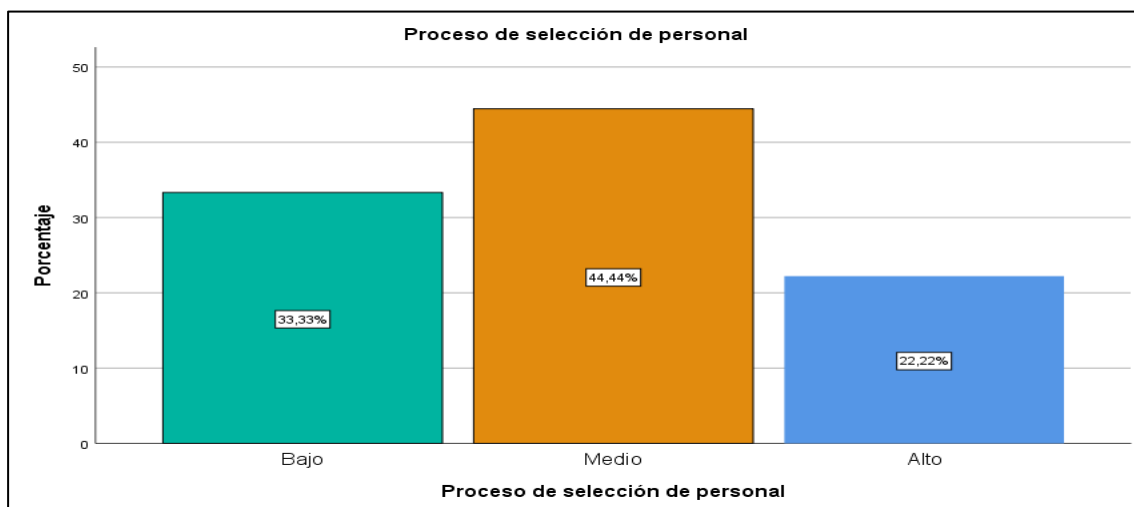 Proceso de selección de personal
Porcentaje
50
40
30
20
10
0
33,33%
44,44%
22,22%
Bajo
Medio
Alto
Proceso de selección de personal